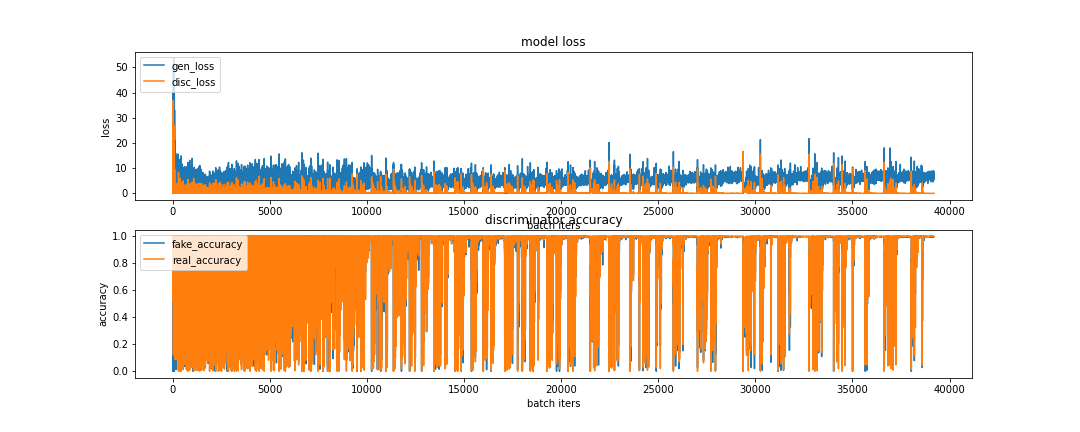 model loss
gen_loss
disc_loss
loss
50
40
30
20
10
0
0 5000 10000 15000 20000 25000 30000 35000 40000
batch iters
discriminator accuracy
fake_accuracy
real_accuracy
accuracy
1.0
0.8
0.6
0.4
0.2
0.0
0 5000 10000 15000 20000 25000 30000 35000 40000
batch iters